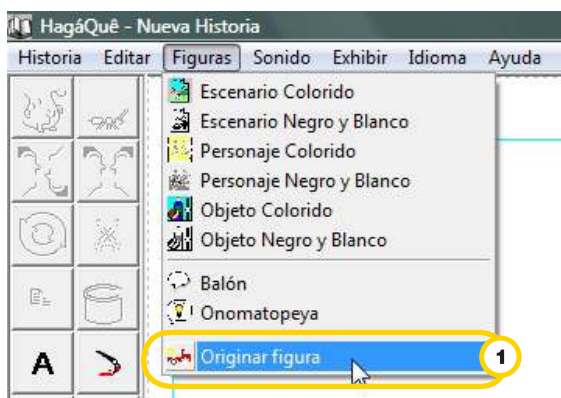 HagáQuê - Nueva Historia
Historia Editar Figuras Sonido Exhibir Idioma Ayuda
Escenario Colorido
Escenario Negro y Blanco
Personaje Colorido
Personaje Negro y Blanco
Objeto Colorido
Objeto Negro y Blanco
Balón
Onomatopeya
Originar figura 1
A